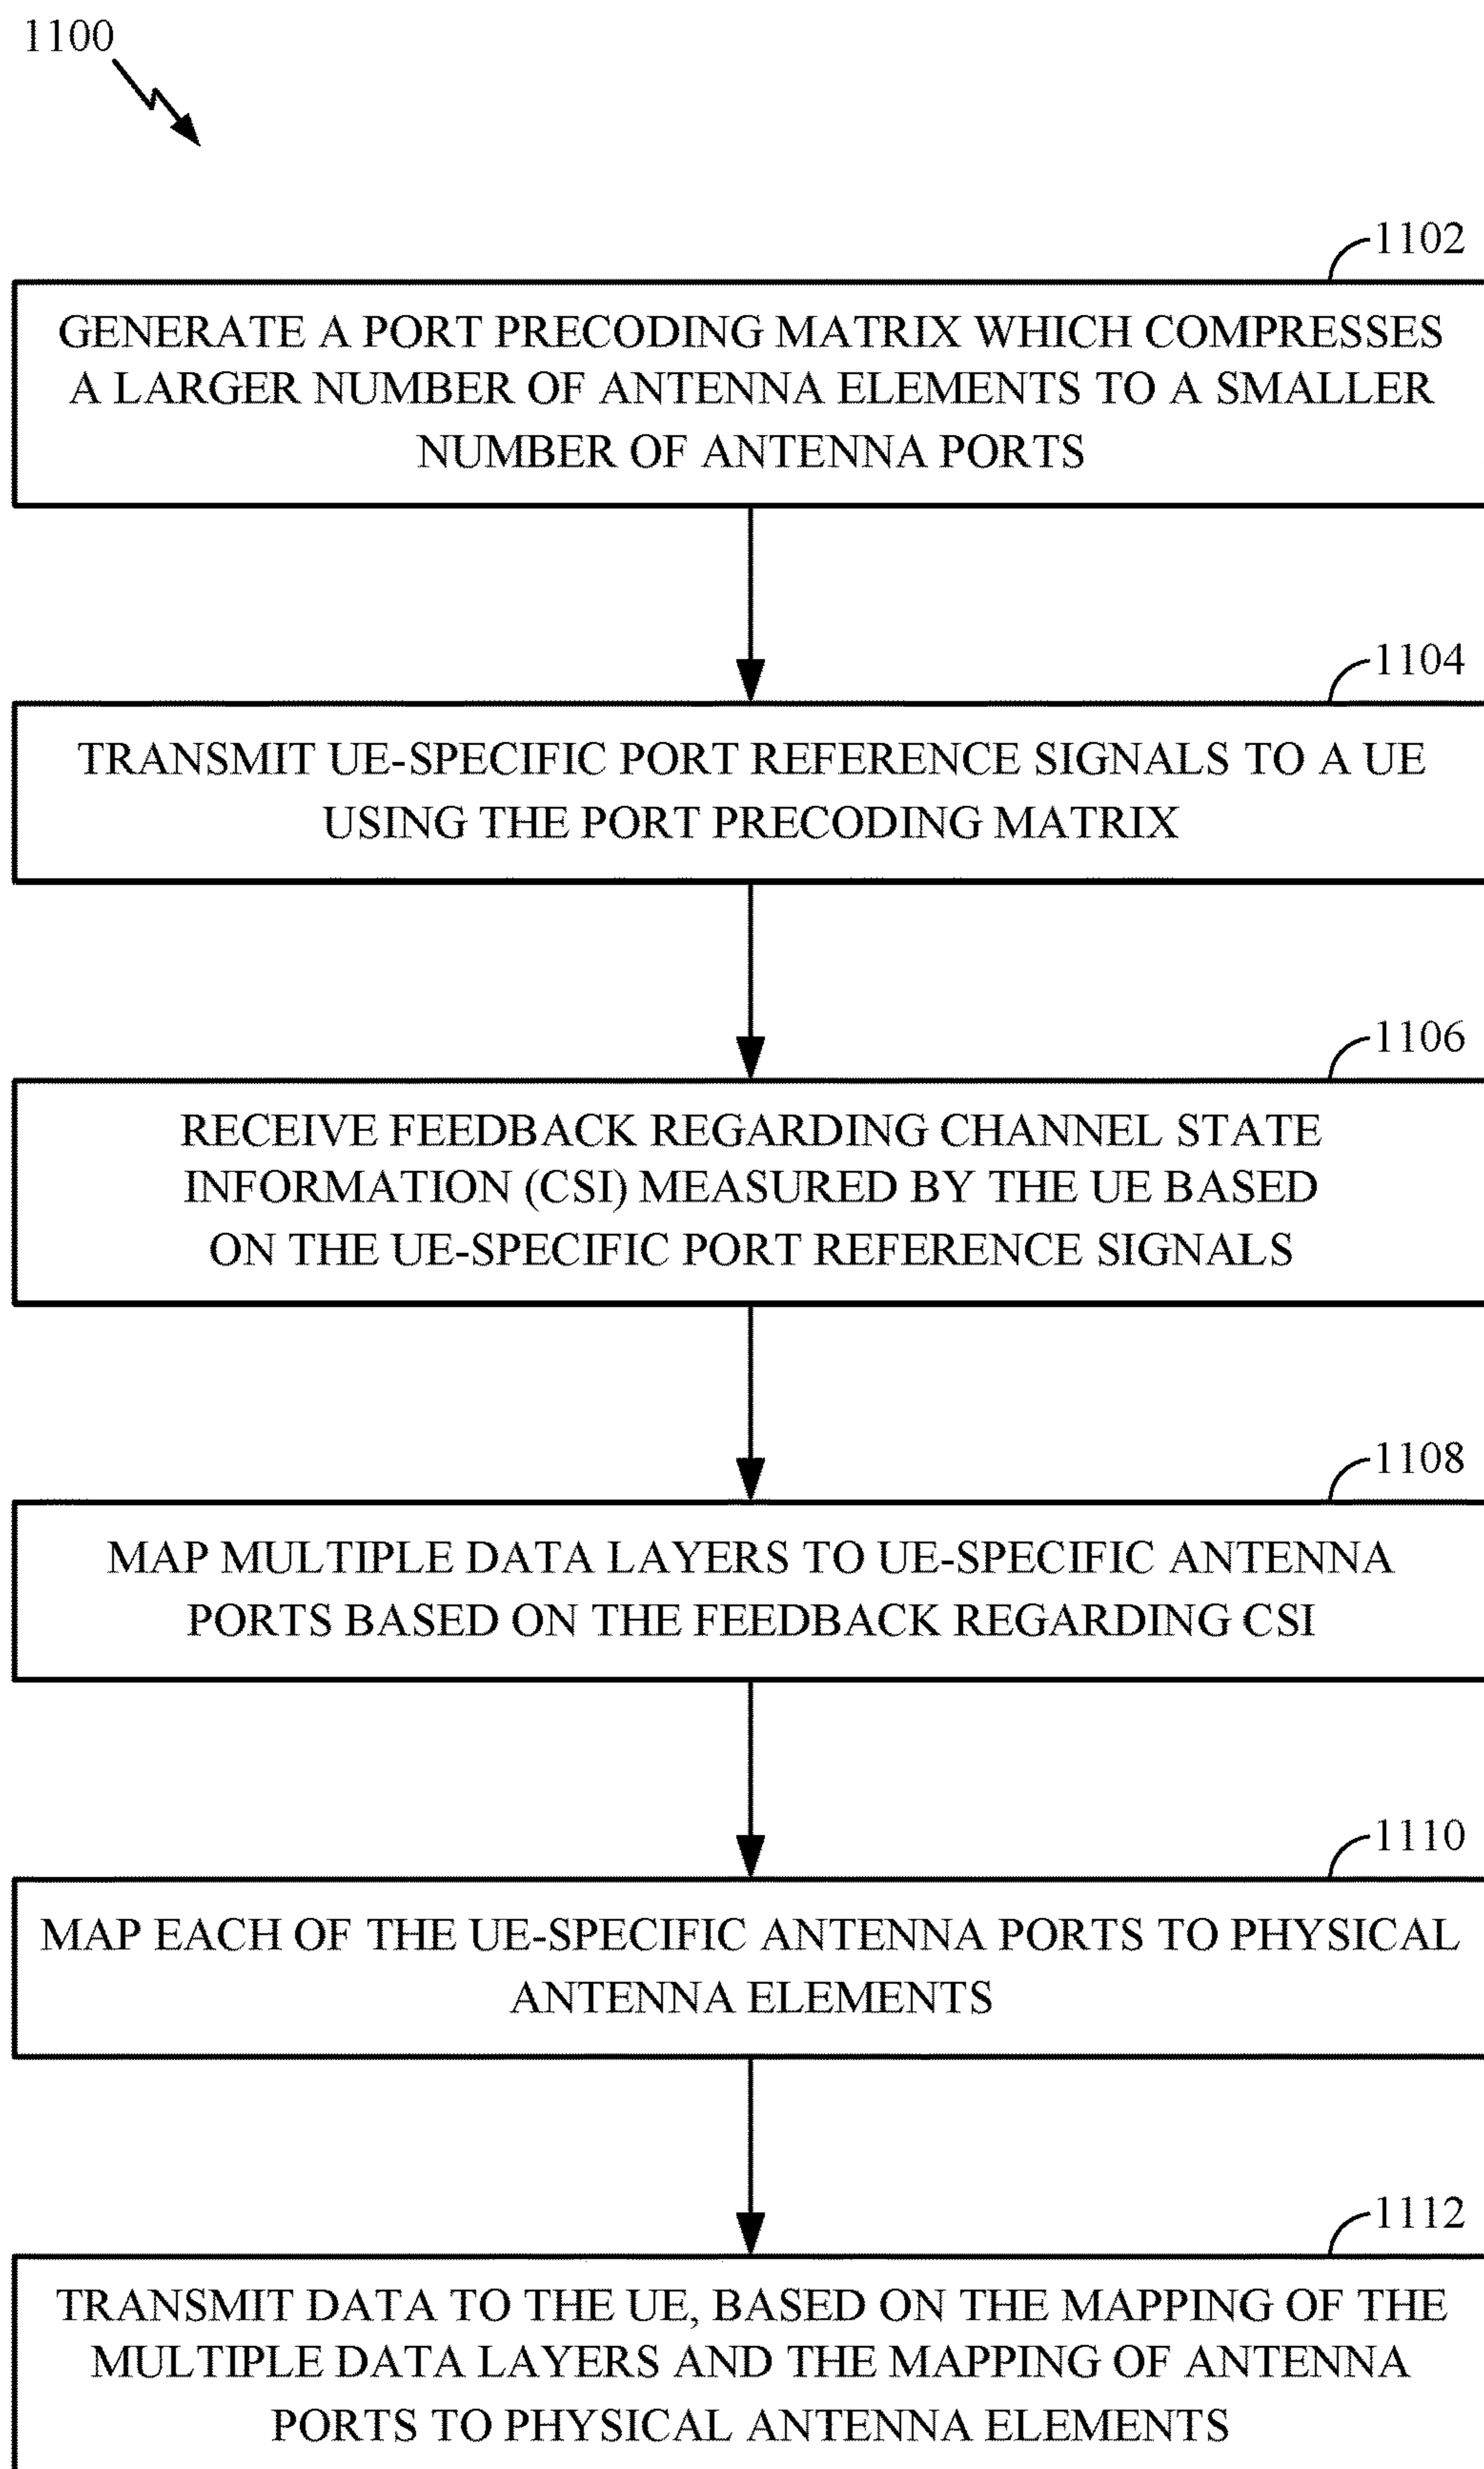 1100
1102
GENERATE A PORT PRECODING MATRIX WHICH COMPRESSES
A LARGER NUMBER OF ANTENNA ELEMENTS TO A SMALLER
NUMBER OF ANTENNA PORTS
1104
TRANSMIT UE-SPECIFIC PORT REFERENCE SIGNALS TO A UE
USING THE PORT PRECODING MATRIX
1106
RECEIVE FEEDBACK REGARDING CHANNEL STATE
INFORMATION (CSI) MEASURED BY THE UE BASED
ON THE UE-SPECIFIC PORT REFERENCE SIGNALS
1108
MAP MULTIPLE DATA LAYERS TO UE-SPECIFIC ANTENNA
PORTS BASED ON THE FEEDBACK REGARDING CSI
1110
MAP EACH OF THE UE-SPECIFIC ANTENNA PORTS TO PHYSICAL
ANTENNA ELEMENTS
1112
TRANSMIT DATA TO THE UE, BASED ON THE MAPPING OF THE
MULTIPLE DATA LAYERS AND THE MAPPING OF ANTENNA
PORTS TO PHYSICAL ANTENNA ELEMENTS